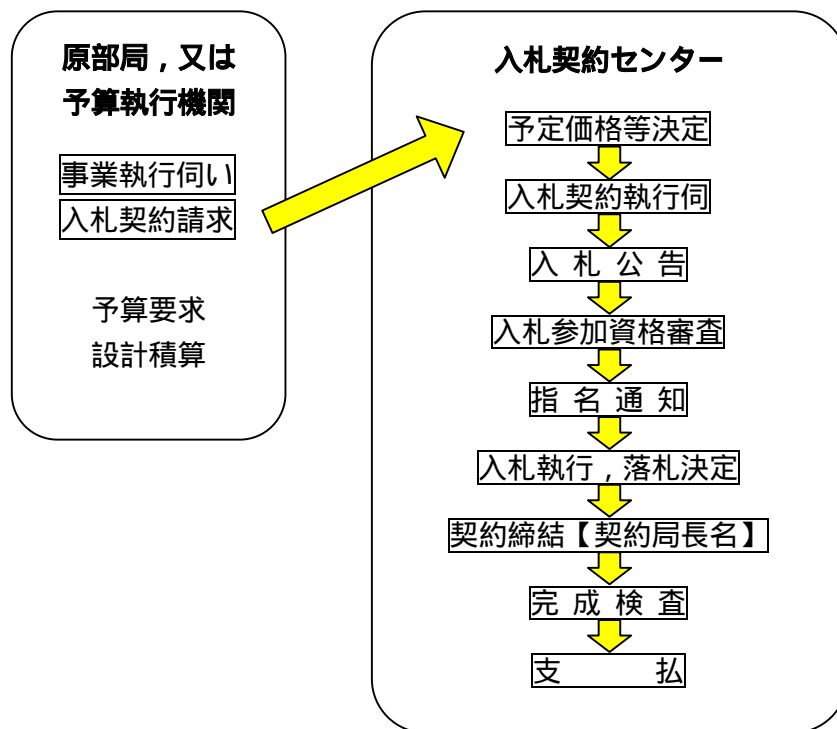 原部局，又は
予算執行機関
事業執行伺い
入札契約請求
予算要求
設計積算
入札契約センター
予定価格等決定
入札契約執行伺
入 札 公 告
入札参加資格審査
指 名 通 知
入札執行，落札決定
契約締結【契約局長名】
完 成 検 査
支　　　払